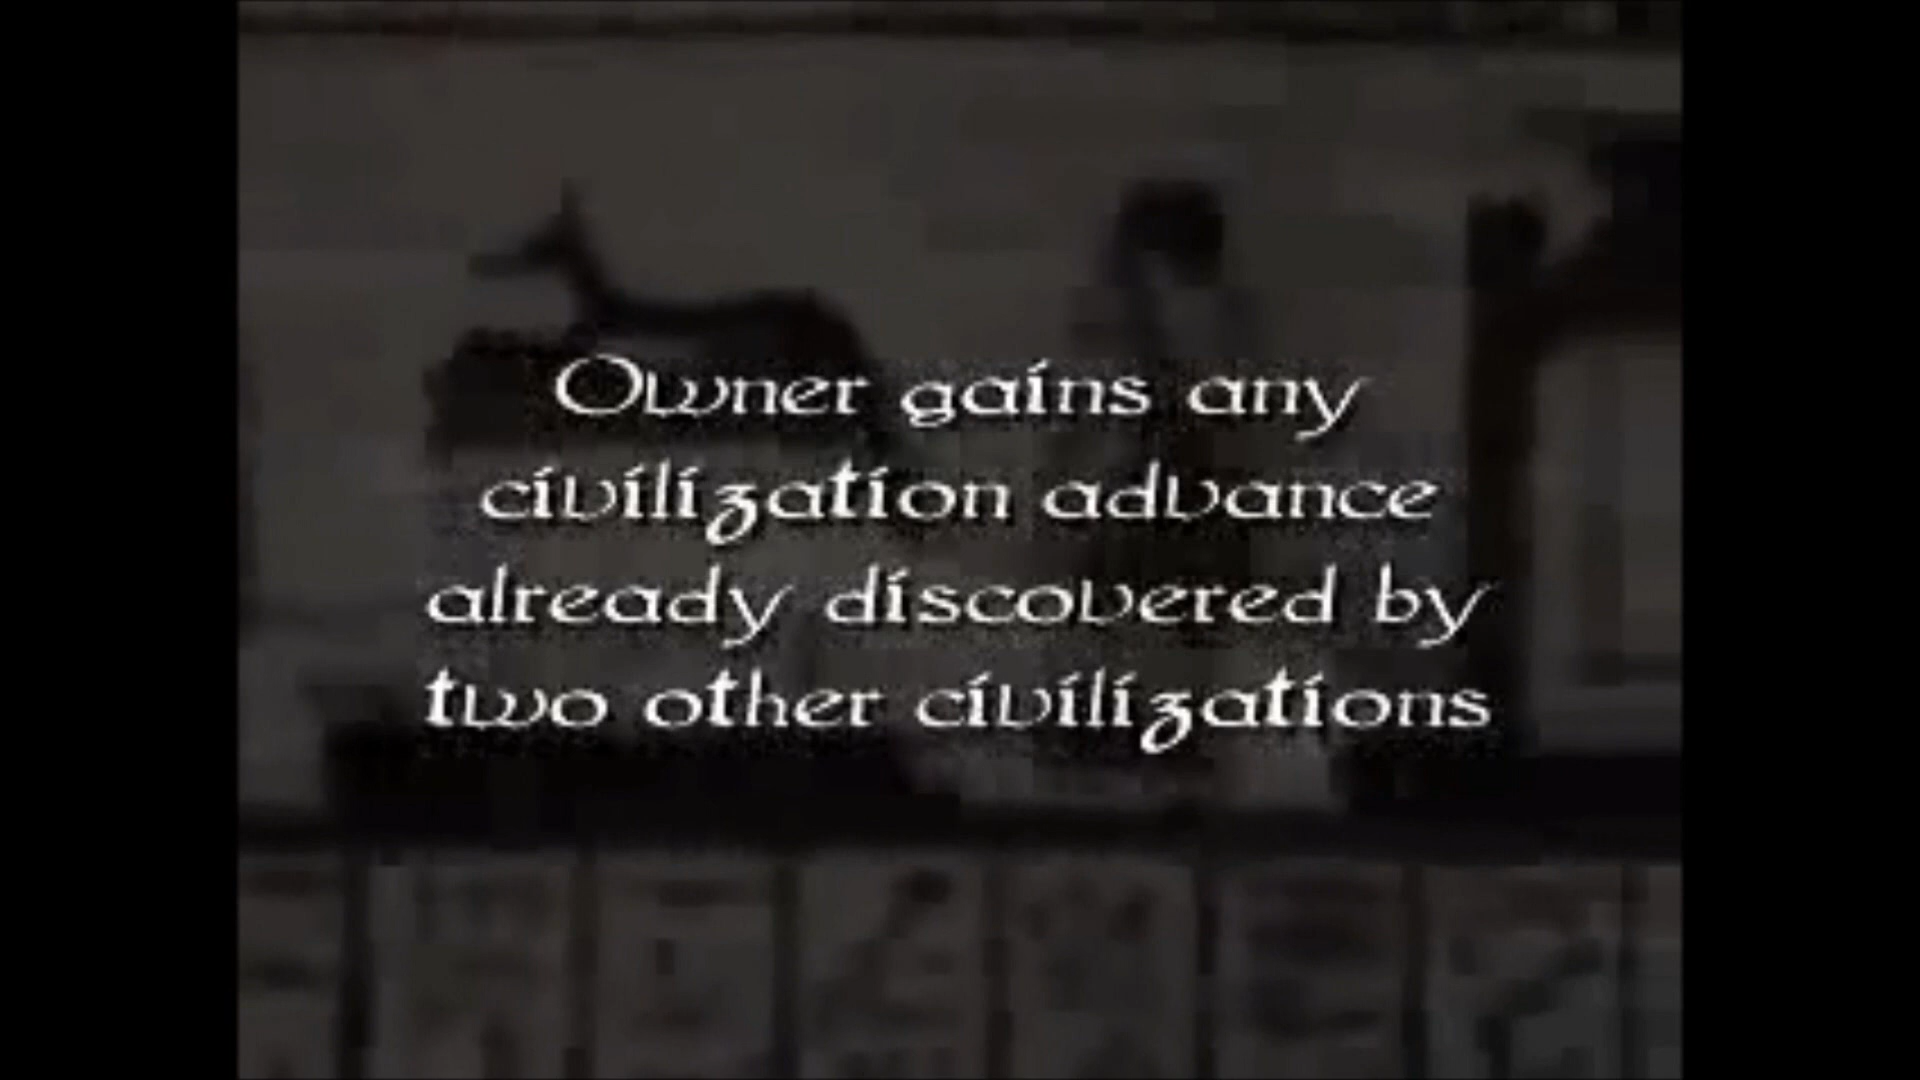 Owner gains any
civilization advance
already discovered by
two other civilizations